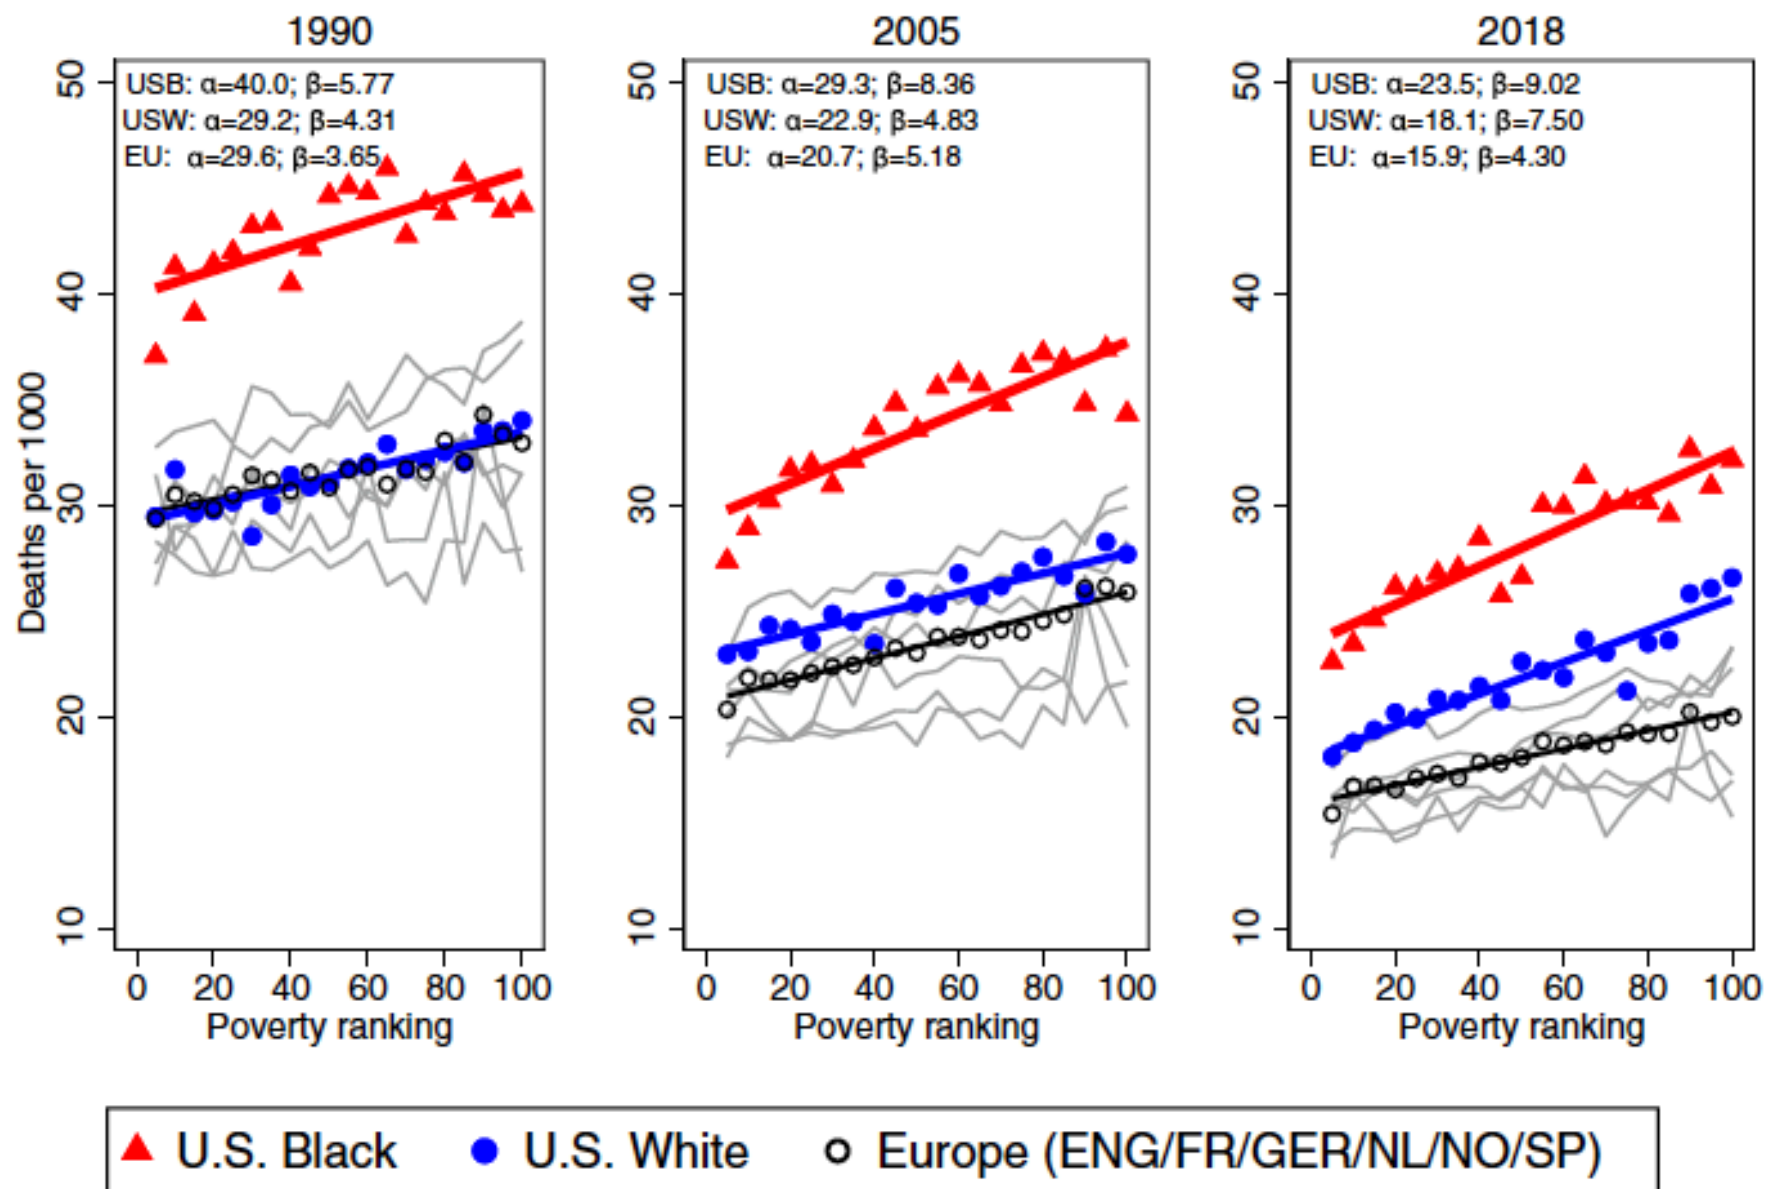 1990
USB: α=40.0; β=5.77
USW: α=29.2; β=4.31
EU: α=29.6; β=3.65
50
40
30
20
10
Deaths per 1000
0 20 40 60 80 100
Poverty ranking
2005
USB: α=29.3; β=8.36
USW: α=22.9; β=4.83
EU: α=20.7; β=5.18
50
40
30
20
10
0 20 40 60 80 100
Poverty ranking
2018
USB: α=23.5; β=9.02
USW: α=18.1; β=7.50
EU: α=15.9; β=4.30
50
40
30
20
10
0 20 40 60 80 100
Poverty ranking
U.S. Black U.S. White Europe (ENG/FR/GER/NL/NO/SP)